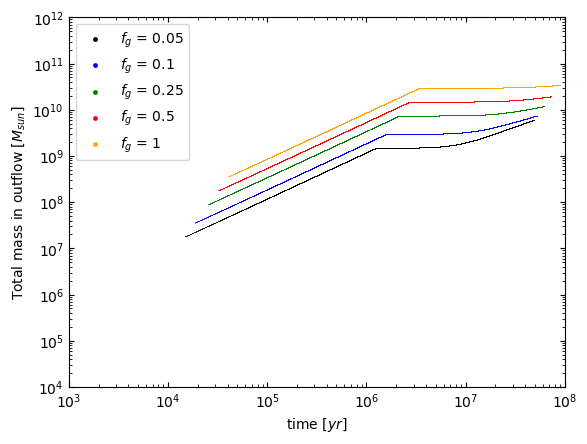 10^12
10^11
10^10
10^9
10^8
10^7
10^6
10^5
10^4
Total mass in outflow [M_sun]
f_g = 0.05
f_g = 0.1
f_g = 0.25
f_g = 0.5
f_g = 1
10^3 10^4 10^5 10^6 10^7 10^8
time [yr]